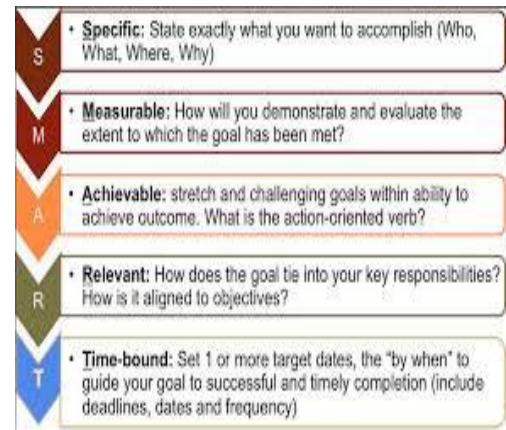 S
• Specific: State exactly what you want to accomplish (Who,
What, Where, Why)
M
• Measurable: How will you demonstrate and evaluate the
extent to which the goal has been met?
A
• Achievable: stretch and challenging goals within ability to
achieve outcome. What is the action-oriented verb?
R
• Relevant: How does the goal tie into your key responsibilities?
How is it aligned to objectives?
T
• Time-bound: Set 1 or more target dates, the “by when” to
guide your goal to successful and timely completion (include
deadlines, dates and frequency)